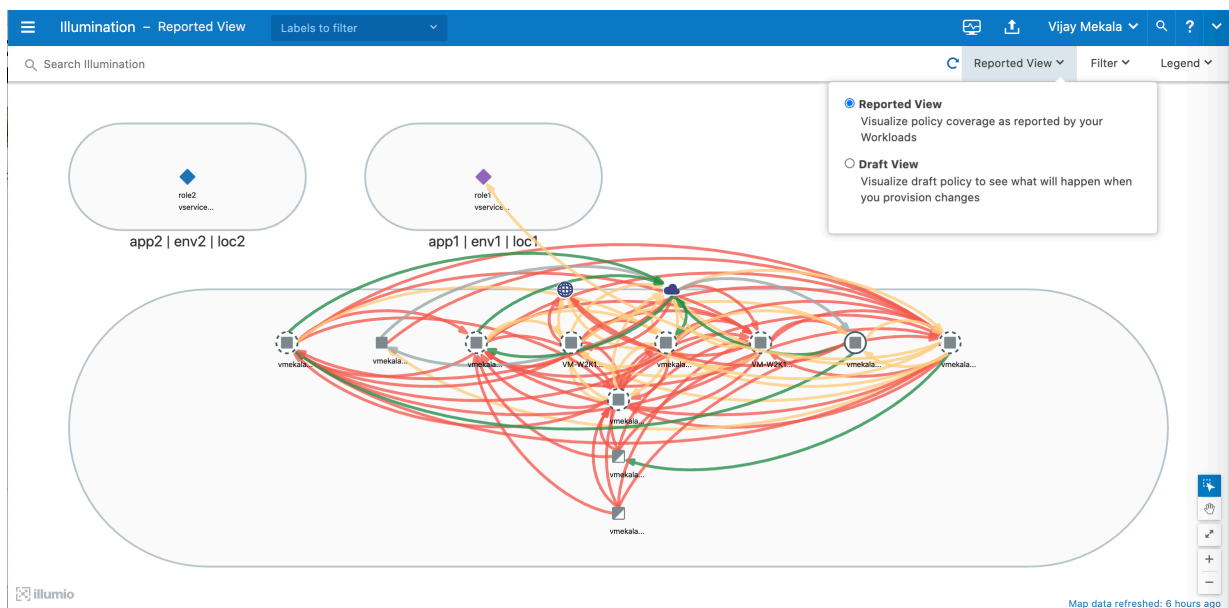 Illumination – Reported View
Labels to filter
Vijay Mekala
?
Search Illumination
Reported View
Filter
Legend
Reported View
Visualize policy coverage as reported by your
Workloads
Draft View
Visualize draft policy to see what will happen when
you provision changes
role2
vservice...
app2 | env2 | loc2
role1
vservice...
app1 | env1 | loc1
vmekala...
vmekala...
vmekala...
VM-W2K1...
vmekala...
VM-W2K1...
vmekala...
vmekala...
vmekala...
vmekala...
vmekala...
+
−
illumio
Map data refreshed: 6 hours ago